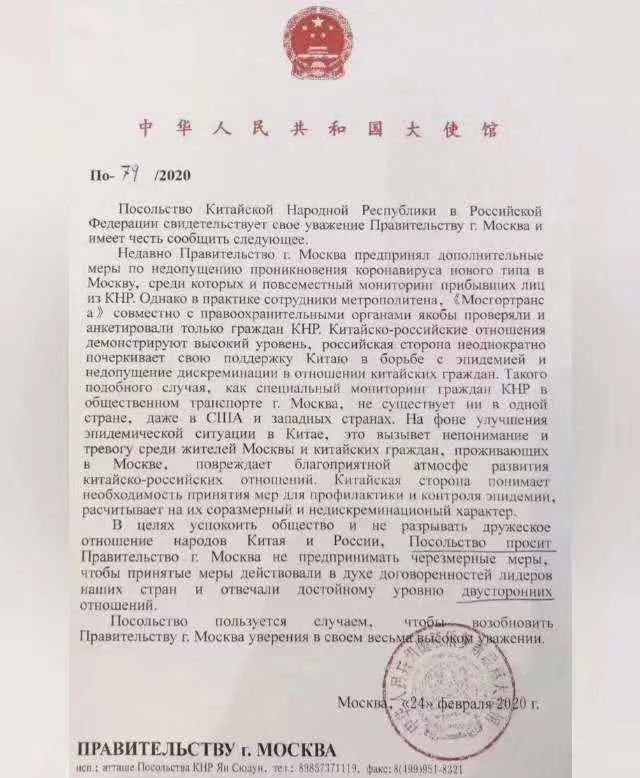 中华人民共和国大使馆
По- 79 /2020
Посольство Китайской Народной Республики в Российской
Федерации свидетельствует свое уважение Правительству г. Москва и
имеет честь сообщить следующее.
Недавно Правительство г. Москва предпринял дополнительные
меры по недопущению проникновения коронавируса нового типа в
Москву, среди которых и повсеместный мониторинг прибывших лиц
из КНР. Однако в практике сотрудники метрополитена, 《Мосгортранс
а》 совместно с правоохранительными органами якобы проверяли и
анкетировали только граждан КНР. Китайско-российские отношения
демонстрируют высокий уровень, российская сторона неоднократно
почеркивает свою поддержку Китаю в борьбе с эпидемией и
недопущение дискреминации в отношении китайских граждан. Такого
подобного случая, как специальный мониторинг граждан КНР в
общественном транспорте г. Москва, не существует ни в одной
стране, даже в США и западных странах. На фоне улучшения
эпидемической ситуации в Китае, это вызывет непонимание и
тревогу среди жителей Москвы и китайских граждан, проживающих
в Москве, повреждает благоприятной атмосфе развития
китайско-российских отношений. Китайская сторона понимает
необходимость принятия мер для профилактики и контроля эпидемии,
расчитывает на их соразмерный и недискреминационый характер.
В целях успокоить общество и не разрывать дружеское
отношение народов Китая и России, Посольство просит
Правительство г. Москва не предпринимать черезмерные меры,
чтобы принятые меры действовали в духе договоренностей лидеров
наших стран и отвечали достойному уровню двусторонних
отношений.
Посольство пользуется случаем, чтобы возобновить
Правительству г. Москва уверения в своем весьма высоком уважении.
Москва, «24» февраля 2020 г.
ПРАВИТЕЛЬСТВУ г. МОСКВА
исп.: атташе Посольства КНР Ян Сюдун, тел.: 89857371119, факс: 8(499)951-8321